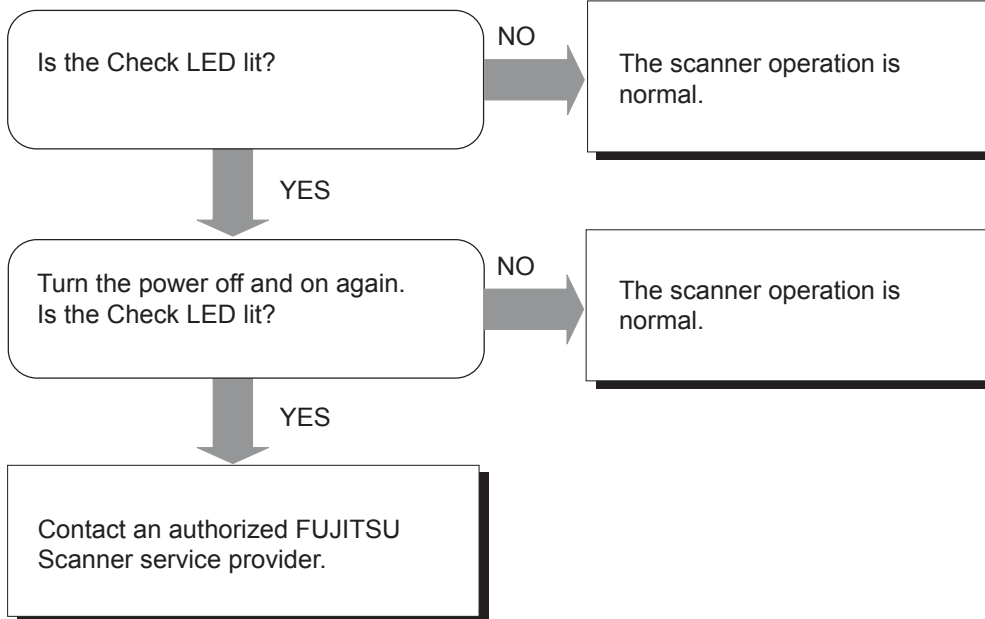 Is the Check LED lit?
NO
The scanner operation is
normal.
YES
Turn the power off and on again.
Is the Check LED lit?
NO
The scanner operation is
normal.
YES
Contact an authorized FUJITSU
Scanner service provider.